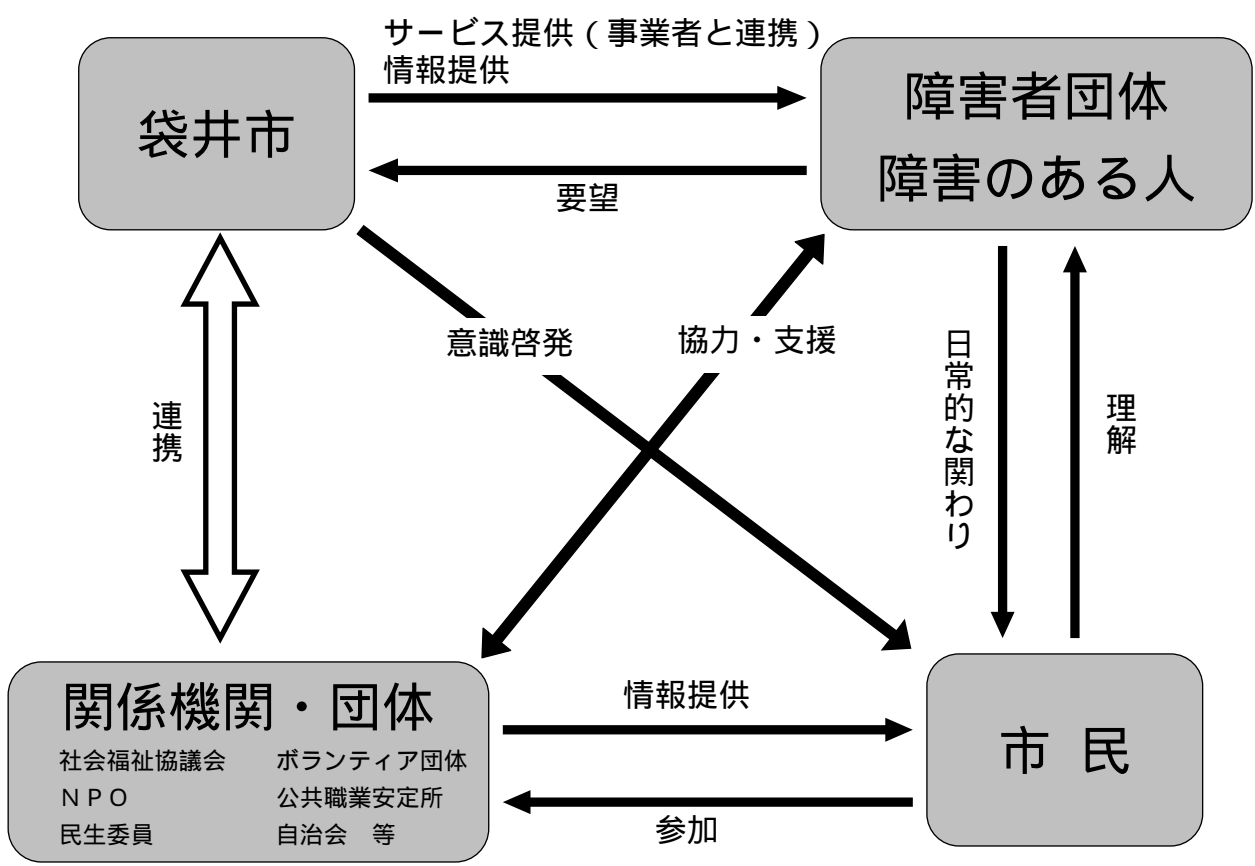 サービス提供（事業者と連携）
情報提供
袋井市
障害者団体
障害のある人
要望
意識啓発
協力・支援
連携
日常的な関わり
理解
関係機関・団体
社会福祉協議会　ボランティア団体
ＮＰＯ　公共職業安定所
民生委員　自治会　等
情報提供
市 民
参加